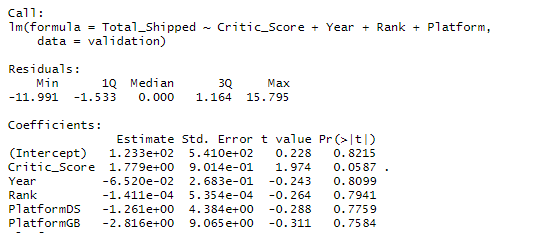 Call:
lm(formula = Total_Shipped ~ Critic_Score + Year + Rank + Platform,
    data = validation)
Residuals:
    Min      1Q  Median      3Q     Max
-11.991  -1.533   0.000   1.164  15.795
Coefficients:
               Estimate Std. Error t value Pr(>|t|)
(Intercept)   1.233e+02  5.410e+02   0.228   0.8215
Critic_Score  1.779e+00  9.014e-01   1.974   0.0587 .
Year         -6.520e-02  2.683e-01  -0.243   0.8099
Rank         -1.411e-04  5.354e-04  -0.264   0.7941
PlatformDS   -1.261e+00  4.384e+00  -0.288   0.7759
PlatformGB   -2.816e+00  9.065e+00  -0.311   0.7584